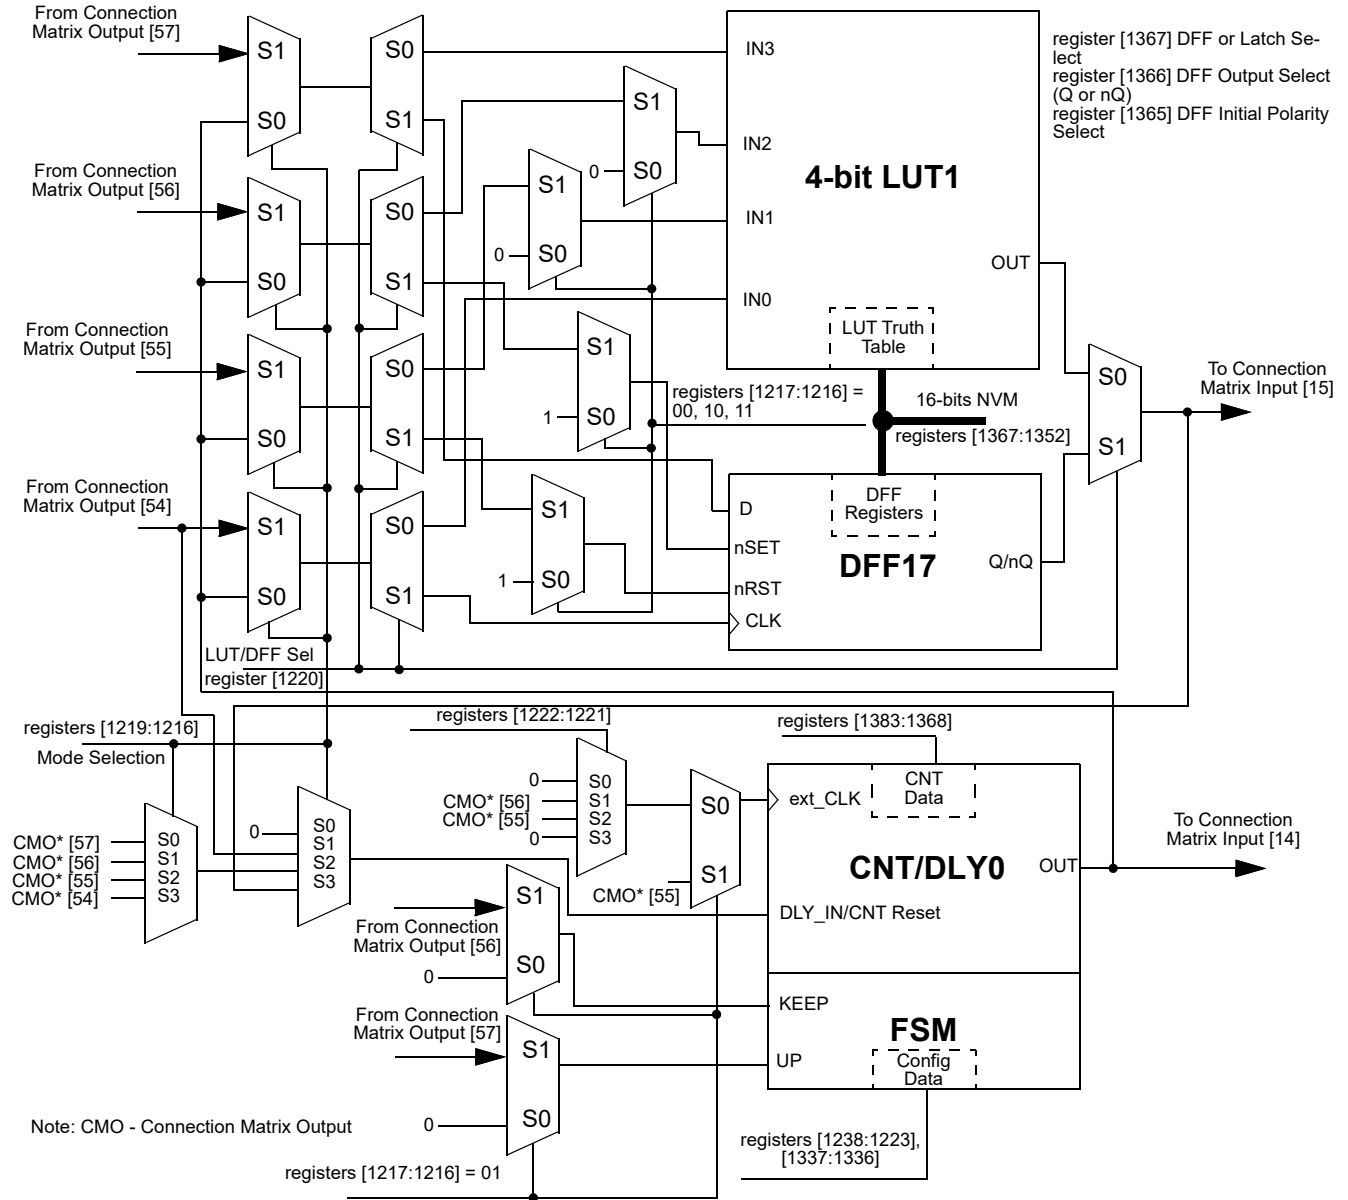 From Connection
Matrix Output [57]
S1
S0
S0
S1
IN3
register [1367] DFF or Latch Se-
lect
register [1366] DFF Output Select
(Q or nQ)
register [1365] DFF Initial Polarity
Select
S1
0
S0
IN2
4-bit LUT1
From Connection
Matrix Output [56]
S1
S0
S0
S1
S1
0
S0
IN1
OUT
IN0
LUT Truth
Table
From Connection
Matrix Output [55]
S1
S0
S0
S1
S1
1
S0
registers [1217:1216] =
00, 10, 11
16-bits NVM
registers [1367:1352]
S0
S1
To Connection
Matrix Input [15]
From Connection
Matrix Output [54]
S1
S0
S0
S1
S1
1
S0
D
nSET
nRST
CLK
DFF
Registers
DFF17
Q/nQ
LUT/DFF Sel
register [1220]
registers [1219:1216]
Mode Selection
registers [1222:1221]
registers [1383:1368]
0
CMO* [56]
CMO* [55]
0
S0
S1
S2
S3
S0
S1
CMO* [55]
ext_CLK
CNT
Data
CNT/DLY0
OUT
To Connection
Matrix Input [14]
DLY_IN/CNT Reset
CMO* [57]
CMO* [56]
CMO* [55]
CMO* [54]
S0
S1
S2
S3
0
S0
S1
S2
S3
From Connection
Matrix Output [56]
S1
0
S0
KEEP
FSM
From Connection
Matrix Output [57]
S1
0
S0
UP
Config
Data
Note: CMO - Connection Matrix Output
registers [1217:1216] = 01
registers [1238:1223],
[1337:1336]